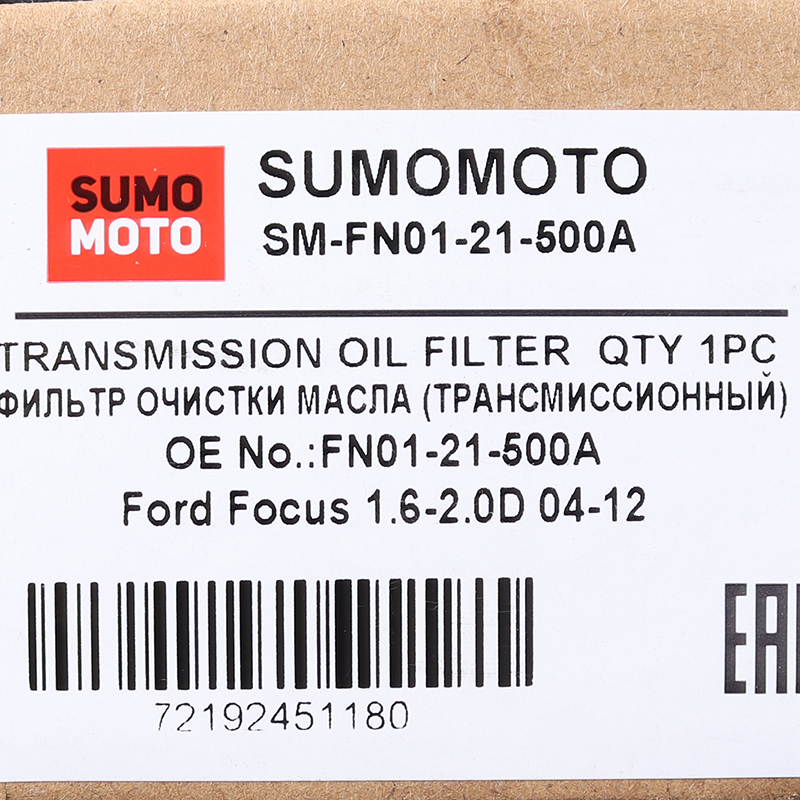 SUMO
MOTO
SUMOMOTO
SM-FN01-21-500A
TRANSMISSION OIL FILTER QTY 1PC
ФИЛЬТР ОЧИСТКИ МАСЛА (ТРАНСМИССИОННЫЙ)
OE No.:FN01-21-500A
Ford Focus 1.6-2.0D 04-12
72192451180
EA